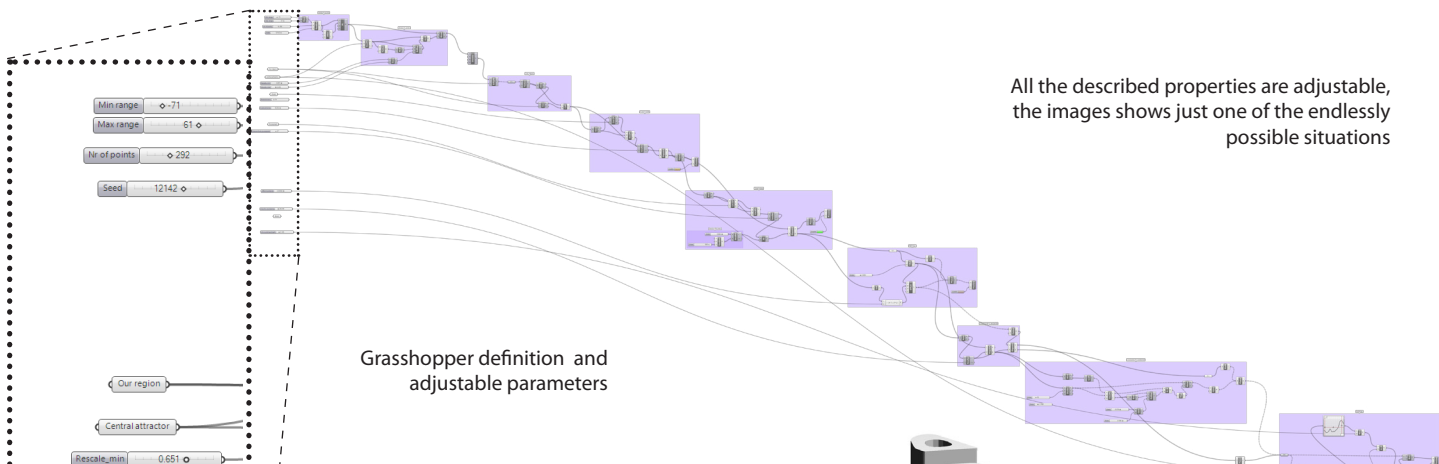 All the described properties are adjustable,
the images shows just one of the endlessly
possible situations
Min range -71
Max range 61
Nr of points 292
Seed 12142
Grasshopper definition and
adjustable parameters
Our region
Central attractor
Rescale_min 0.651